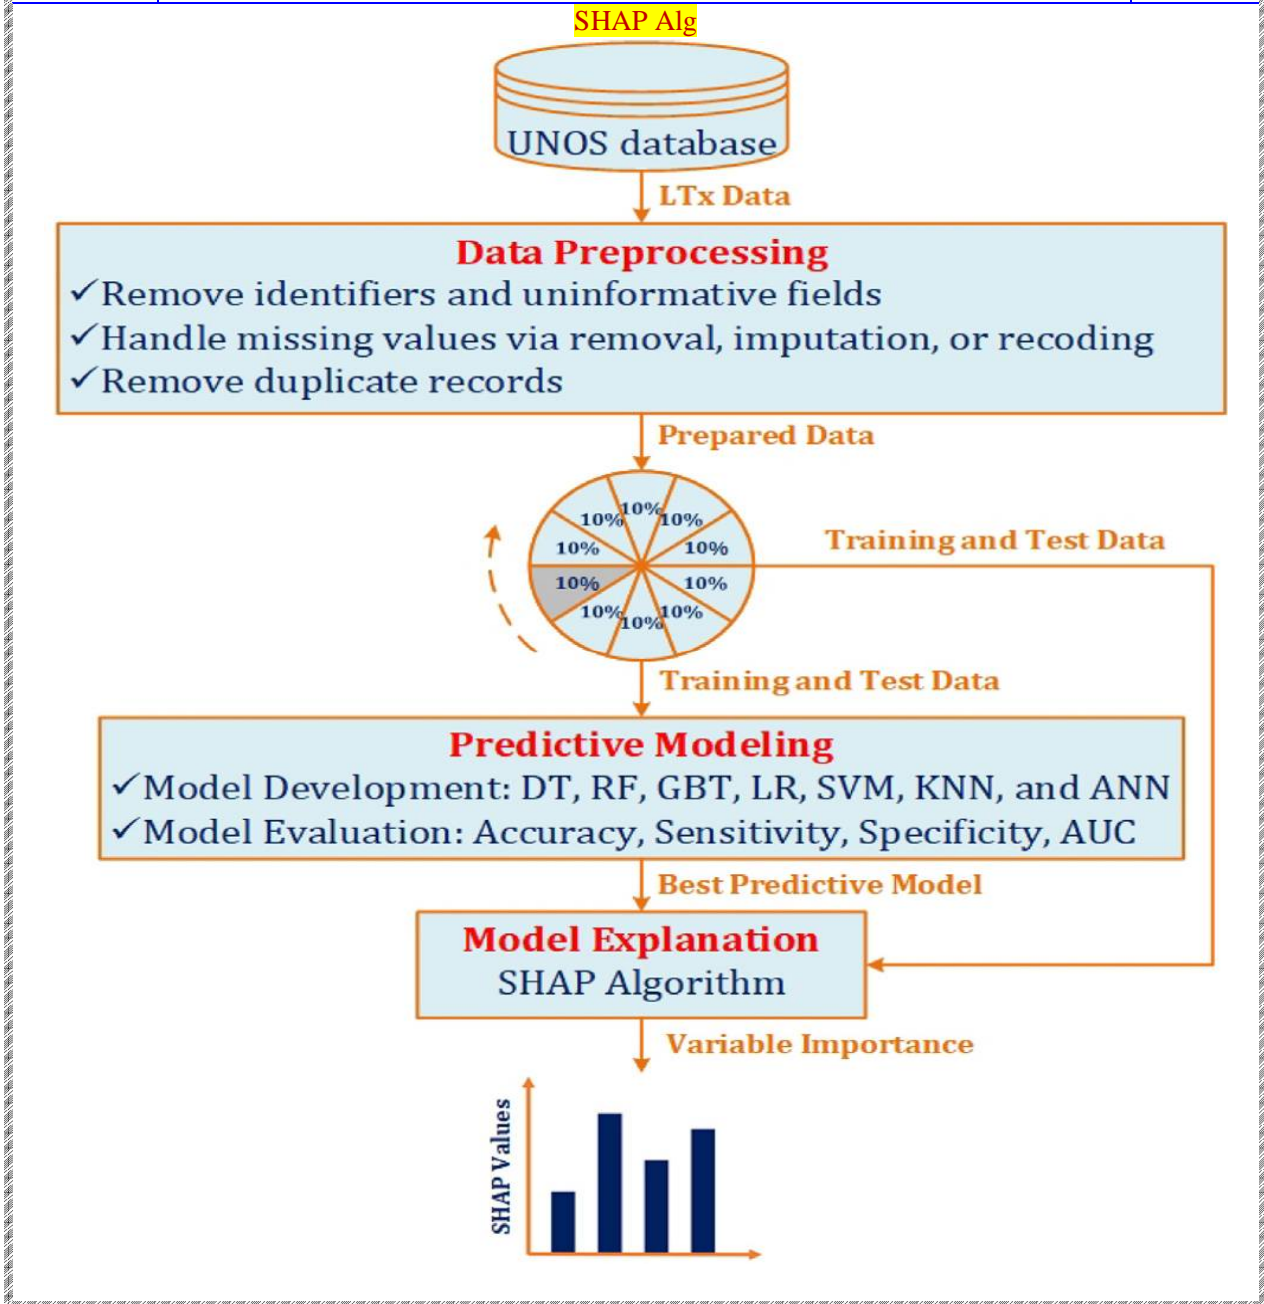 SHAP Alg
UNOS database
LTx Data
Data Preprocessing
✓Remove identifiers and uninformative fields
✓Handle missing values via removal, imputation, or recoding
✓Remove duplicate records
Prepared Data
10%
10%
10%
10%
10%
10%
10%
10%
10%
10%
Training and Test Data
Training and Test Data
Predictive Modeling
✓Model Development: DT, RF, GBT, LR, SVM, KNN, and ANN
✓Model Evaluation: Accuracy, Sensitivity, Specificity, AUC
Best Predictive Model
Model Explanation
SHAP Algorithm
Variable Importance
SHAP Values